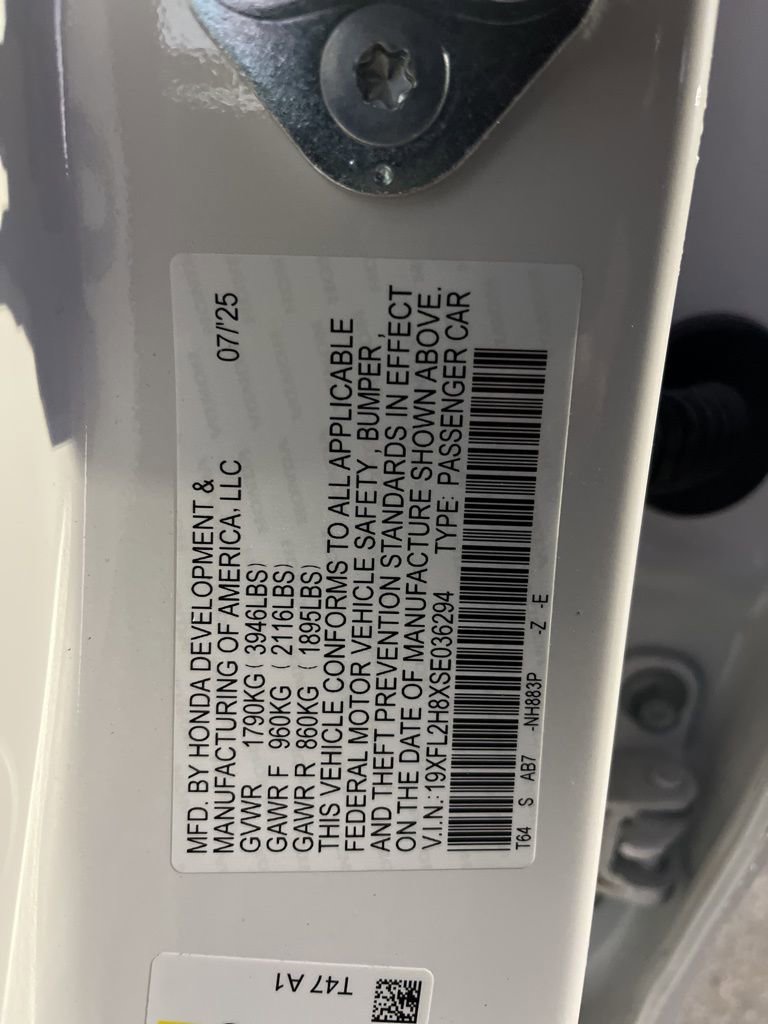 MFD. BY HONDA DEVELOPMENT &
MANUFACTURING OF AMERICA, LLC 07/'25
GVWR 1790KG ( 3946LBS)
GAWR F 960KG ( 2116LBS)
GAWR R 860KG ( 1895LBS)
THIS VEHICLE CONFORMS TO ALL APPLICABLE
FEDERAL MOTOR VEHICLE SAFETY , BUMPER ,
AND THEFT PREVENTION STANDARDS IN EFFECT
ON THE DATE OF MANUFACTURE SHOWN ABOVE.
V.I.N.:19XFL2H8XSE036294 TYPE: PASSENGER CAR
T64 S AB7 -NH883P -Z -E
T47 A1